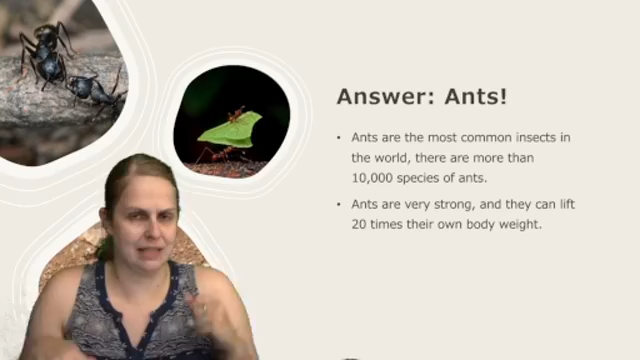 Answer: Ants!
• Ants are the most common insects in
the world, there are more than
10,000 species of ants.
• Ants are very strong, and they can lift
20 times their own body weight.